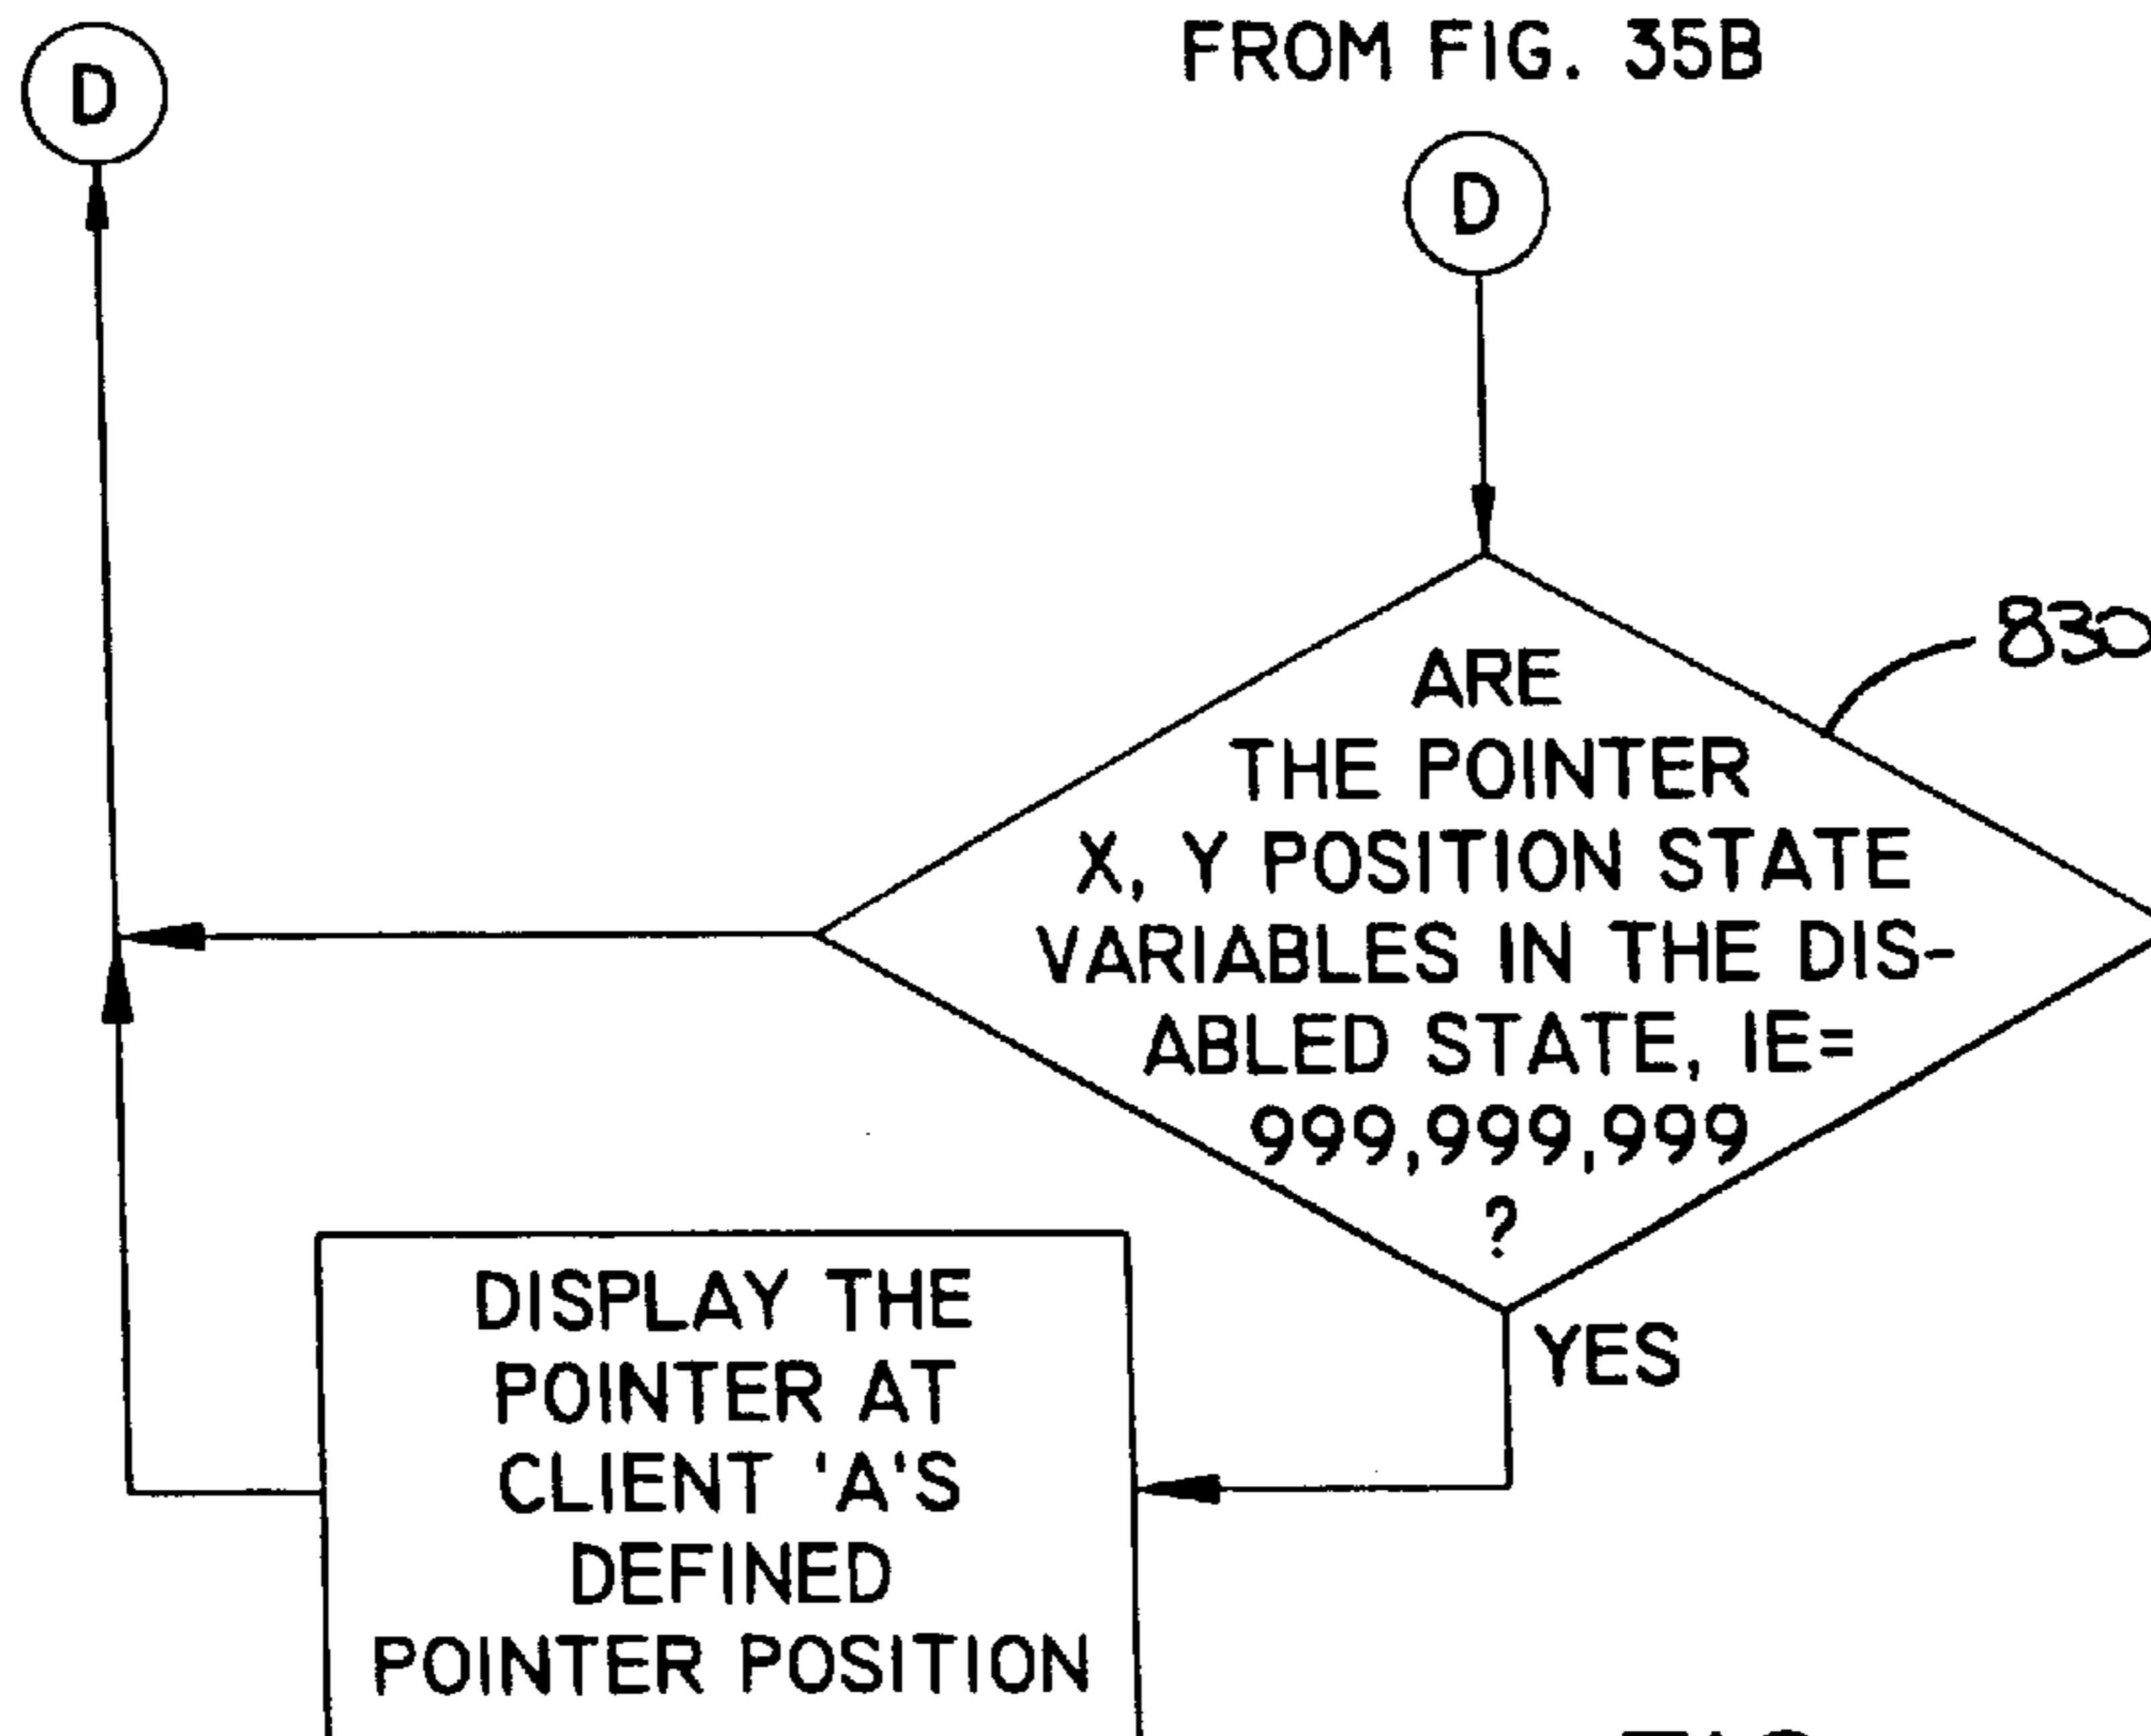 D
FROM FIG. 35B
D
830
ARE
THE POINTER
X, Y POSITION STATE
VARIABLES IN THE DIS-
ABLED STATE, IE=
999,999,999
?
YES
DISPLAY THE
POINTER AT
CLIENT 'A'S
DEFINED
POINTER POSITION